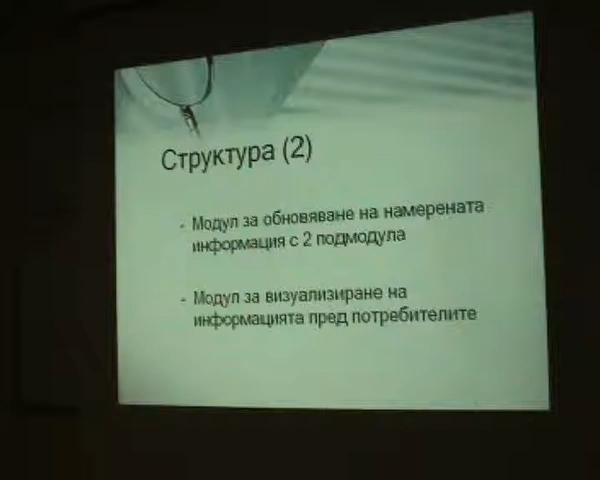 Структура (2)
- Модул за обновяване на намерената
информация с 2 подмодула
- Модул за визуализиране на
информацията пред потребителите